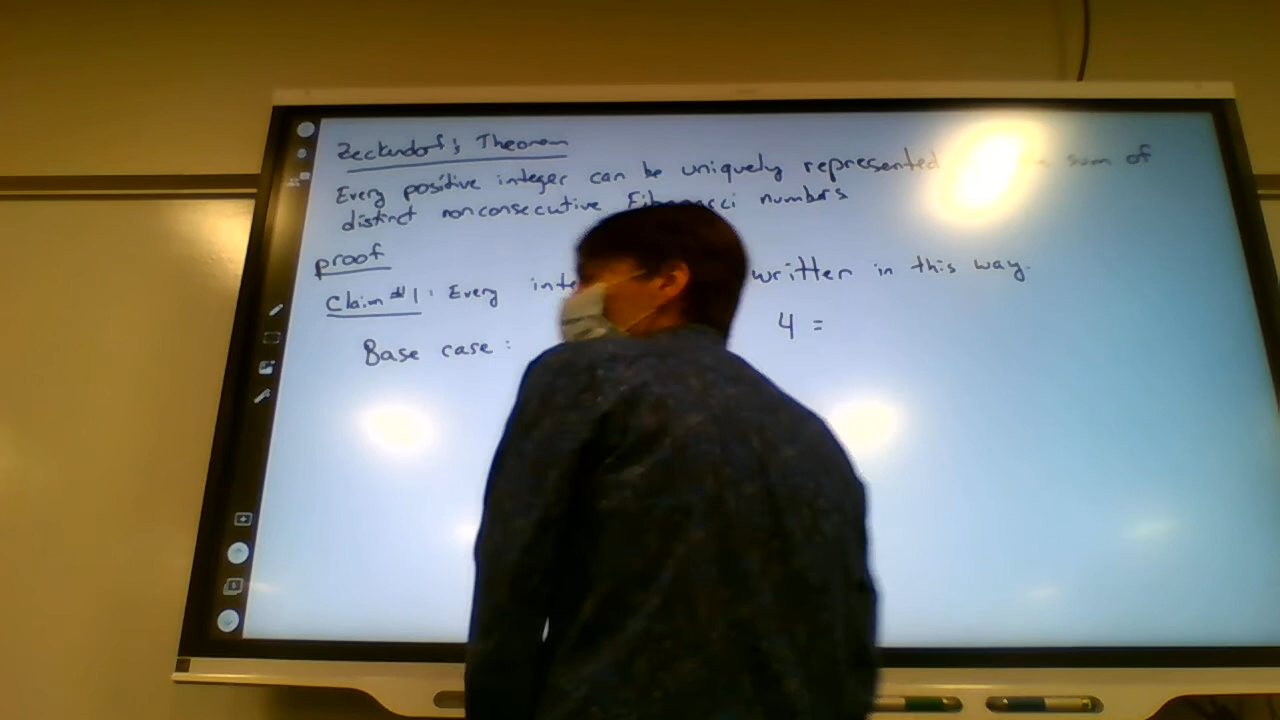 Zeckendorf's Theorem
Every positive integer can be uniquely represented sum of
distinct nonconsecutive Fibonacci numbers
proof
Claim #1: Every written in this way.
Base case: 4 =